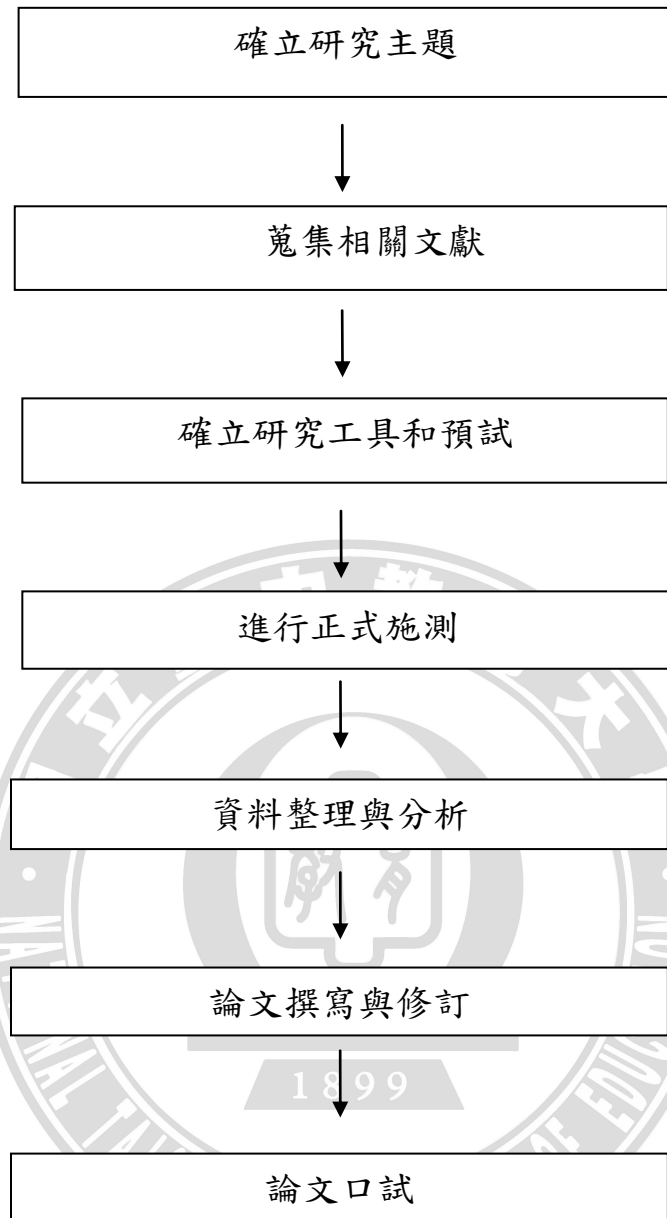 確立研究主題
蒐集相關文獻
確立研究工具和預試
進行正式施測
資料整理與分析
論文撰寫與修訂
1899
論文口試